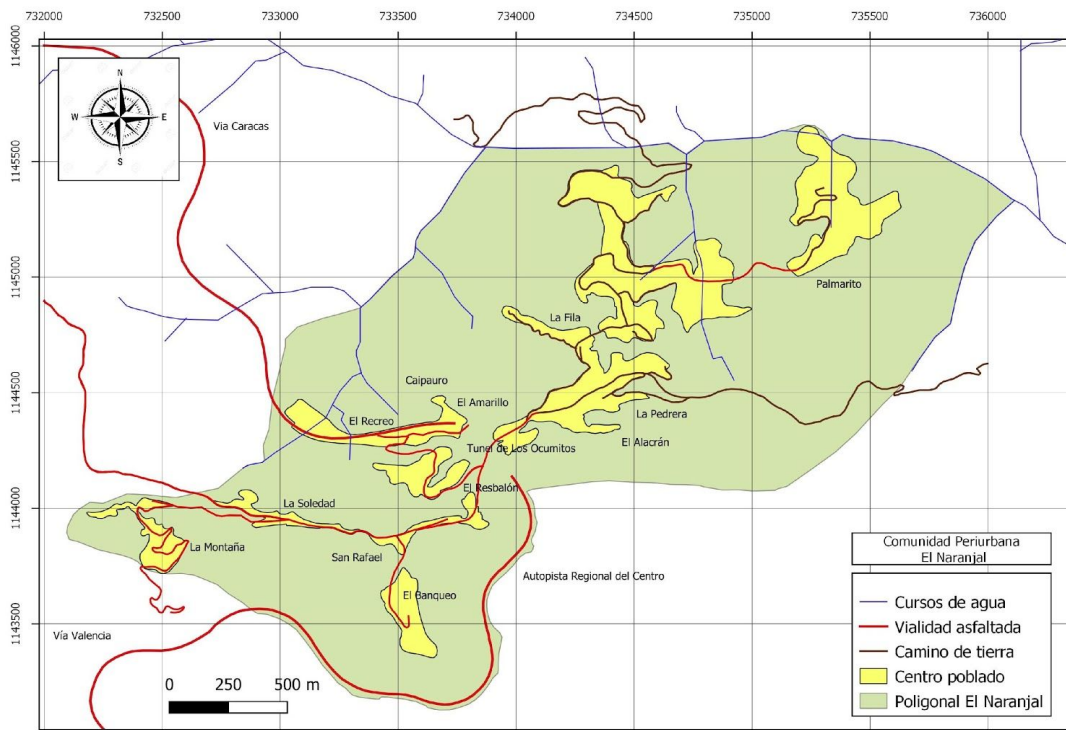 732000 732500 733000 733500 734000 734500 735000 735500 736000
1146000
N
W E
S
Via Caracas
1145500
1145000
Palmarito
La Fila
1144500
Caipauro
El Amarillo
El Recreo
La Pedrera
El Alacrán
Tunel de Los Ocumitos
El Resbalón
La Soledad
1144000
La Montaña
San Rafael
Autopista Regional del Centro
El Banqueo
1143500
Vía Valencia
0 250 500 m
Comunidad Periurbana
El Naranjal
Cursos de agua
Vialidad asfaltada
Camino de tierra
Centro poblado
Poligonal El Naranjal